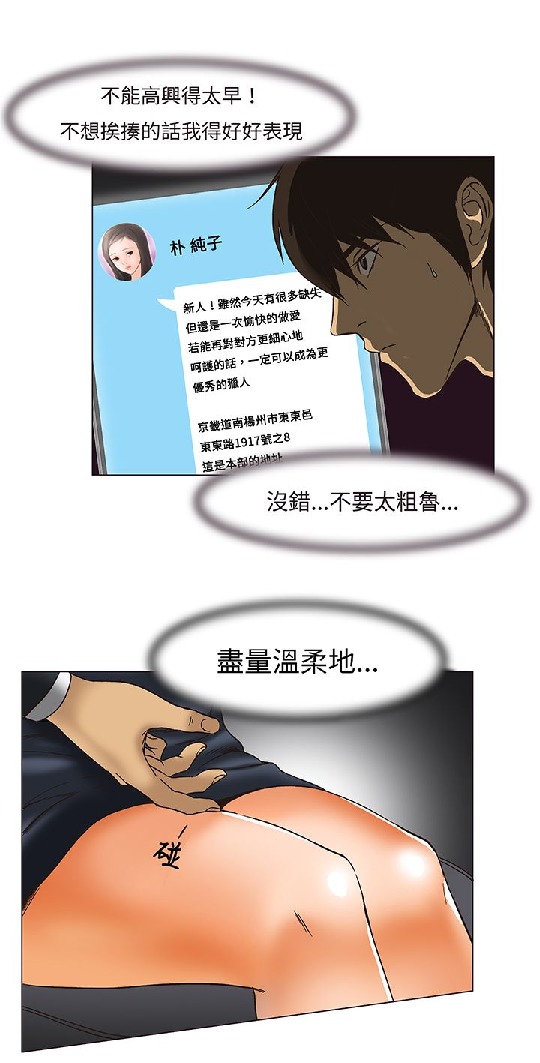 不能高興得太早！
不想挨揍的話我得好好表現
朴 純子
新人！雖然今天有很多缺失
但還是一次愉快的做愛
若能再對對方更細心地
呵護的話，一定可以成為更
優秀的獵人
京畿道南楊州市東東邑
東東路1917號之8
這是本部的地址
沒錯...不要太粗魯...
盡量溫柔地...
碰